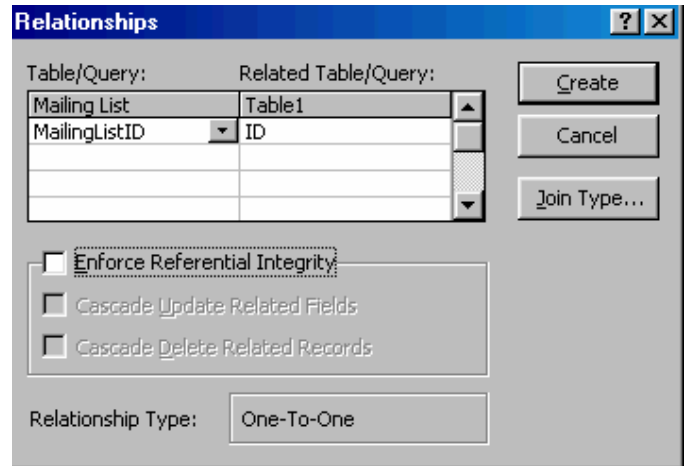 Relationships
Table/Query: Related Table/Query:
Mailing List Table1
MailingListID ID
Create
Cancel
Join Type...
Enforce Referential Integrity
Cascade Update Related Fields
Cascade Delete Related Records
Relationship Type: One-To-One